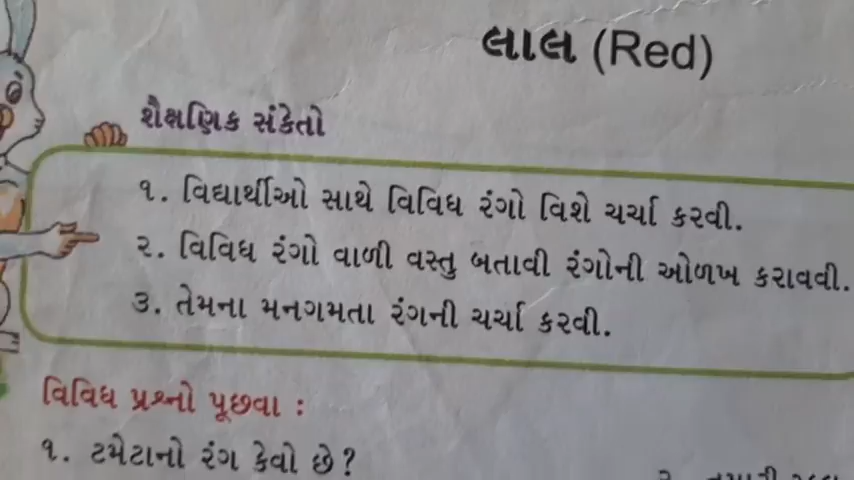 લાલ (Red)
શૈક્ષણિક સંકેતો
૧. વિદ્યાર્થીઓ સાથે વિવિધ રંગો વિશે ચર્ચા કરવી.
૨. વિવિધ રંગો વાળી વસ્તુ બતાવી રંગોની ઓળખ કરાવવી.
૩. તેમના મનગમતા રંગની ચર્ચા કરવી.
વિવિધ પ્રશ્નો પૂછવા :
૧. ટમેટાનો રંગ કેવો છે?